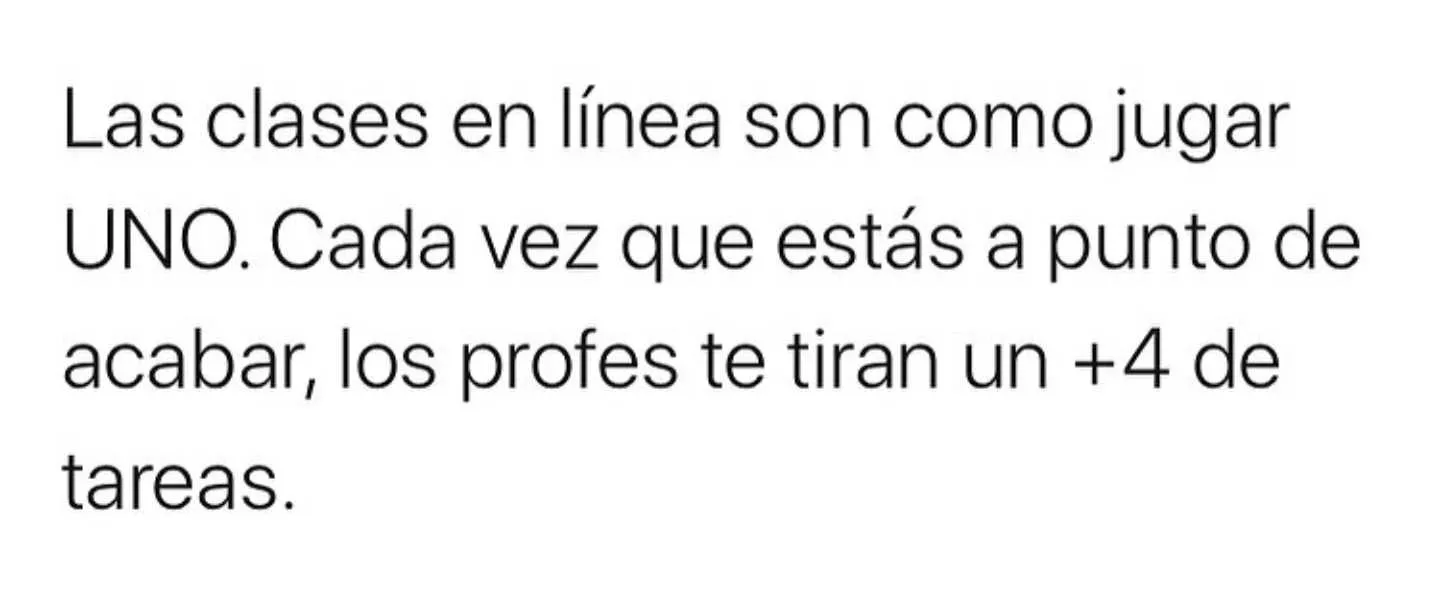 Las clases en línea son como jugar
UNO. Cada vez que estás a punto de
acabar, los profes te tiran un +4 de
tareas.